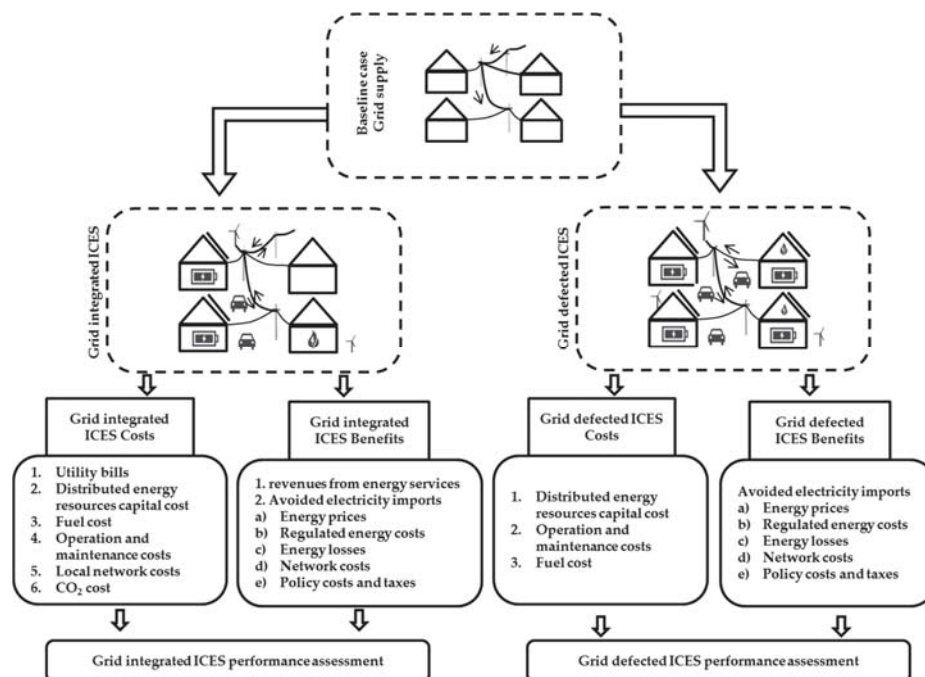 Baseline case
Grid supply
Grid integrated ICES
Grid defected ICES
Grid integrated
ICES Costs
1. Utility bills
2. Distributed energy
resources capital cost
3. Fuel cost
4. Operation and
maintenance costs
5. Local network costs
6. CO₂ cost
Grid integrated
ICES Benefits
1. revenues from energy services
2. Avoided electricity imports
a) Energy prices
b) Regulated energy costs
c) Energy losses
d) Network costs
e) Policy costs and taxes
Grid defected ICES
Costs
1. Distributed energy
resources capital cost
2. Operation and
maintenance costs
3. Fuel cost
Grid defected
ICES Benefits
Avoided electricity imports
a) Energy prices
b) Regulated energy costs
c) Energy losses
d) Network costs
e) Policy costs and taxes
Grid integrated ICES performance assessment
Grid defected ICES performance assessment